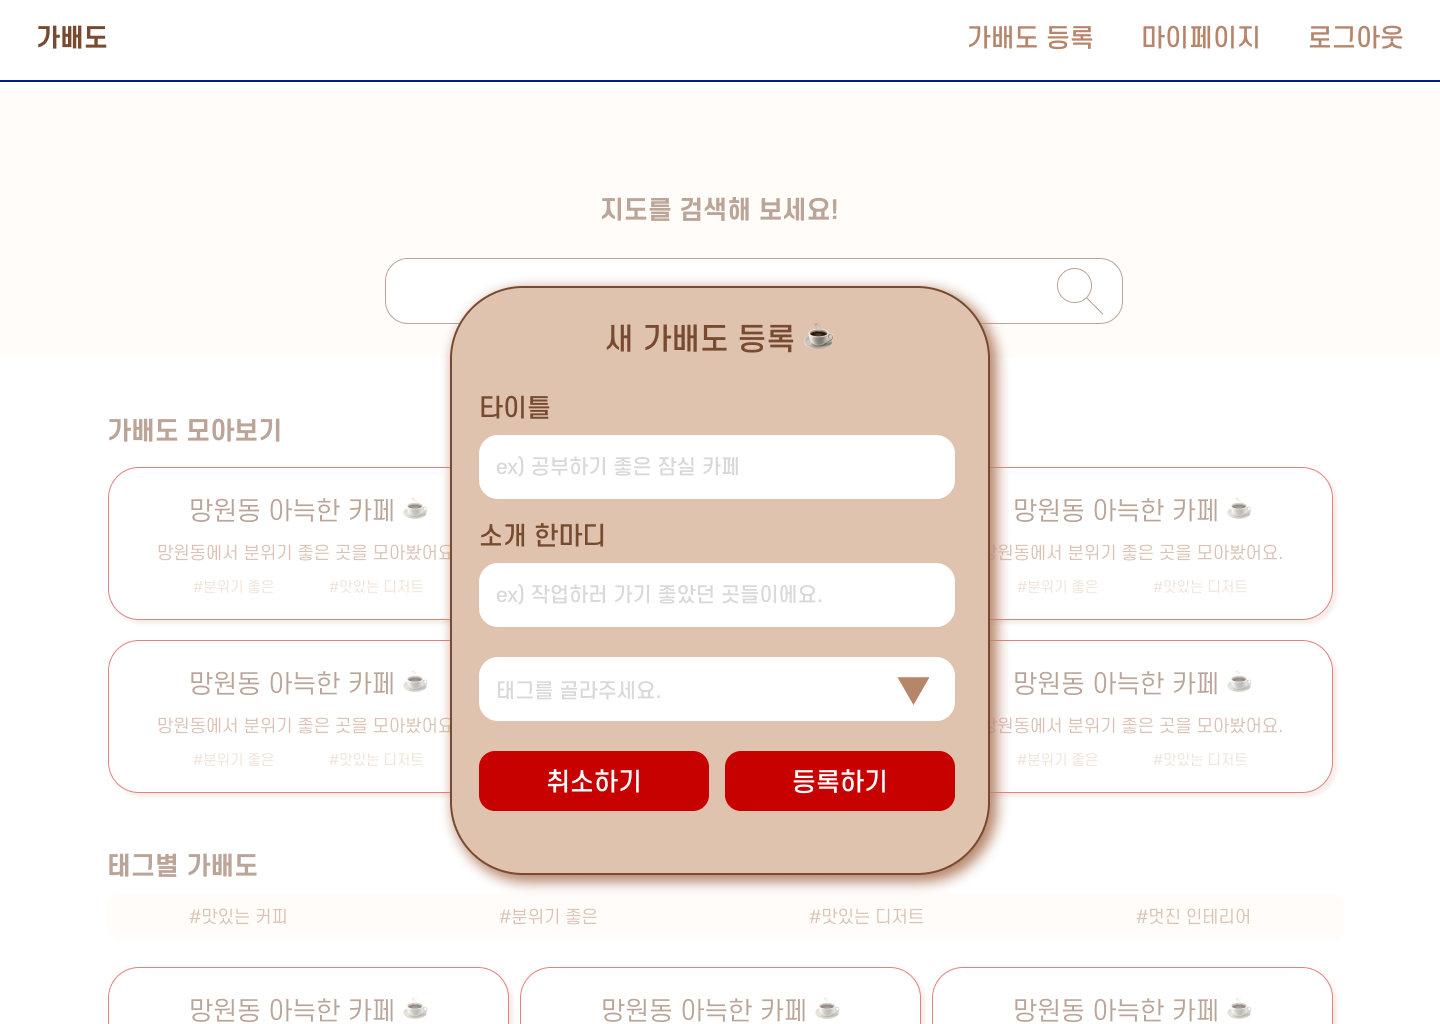 가배도
가배도 등록 마이페이지 로그아웃
지도를 검색해 보세요!
새 가배도 등록 ☕
타이틀
ex) 공부하기 좋은 잠실 카페
소개 한마디
ex) 작업하러 가기 좋았던 곳들이에요.
태그를 골라주세요.
취소하기 등록하기
가배도 모아보기
망원동 아늑한 카페 ☕
망원동에서 분위기 좋은 곳을 모아봤어요
#분위기 좋은 #맛있는 디저트
망원동 아늑한 카페 ☕
망원동에서 분위기 좋은 곳을 모아봤어요.
#분위기 좋은 #맛있는 디저트
망원동 아늑한 카페 ☕
망원동에서 분위기 좋은 곳을 모아봤어요
#분위기 좋은 #맛있는 디저트
망원동 아늑한 카페 ☕
망원동에서 분위기 좋은 곳을 모아봤어요.
#분위기 좋은 #맛있는 디저트
태그별 가배도
#맛있는 커피 #분위기 좋은 #맛있는 디저트 #멋진 인테리어
망원동 아늑한 카페 ☕
망원동 아늑한 카페 ☕
망원동 아늑한 카페 ☕